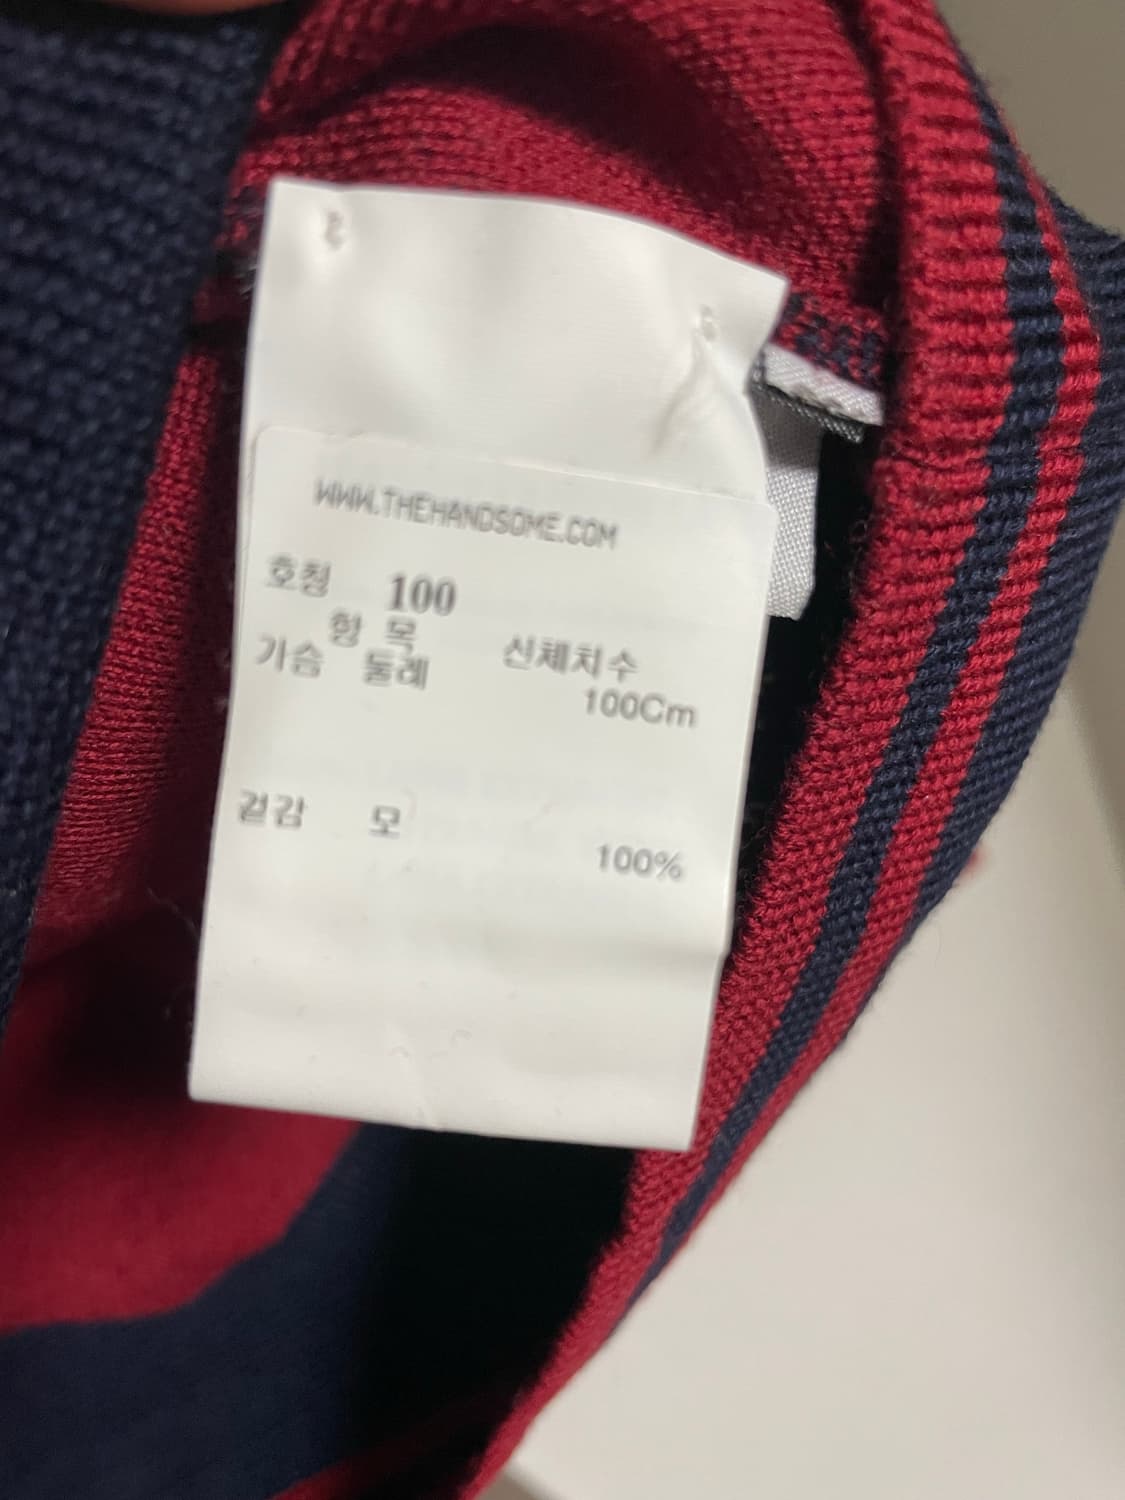 WWW.THEHANDSOME.COM
호칭 100
항 목 신체치수
가슴 둘레 100Cm
겉감 모 100%